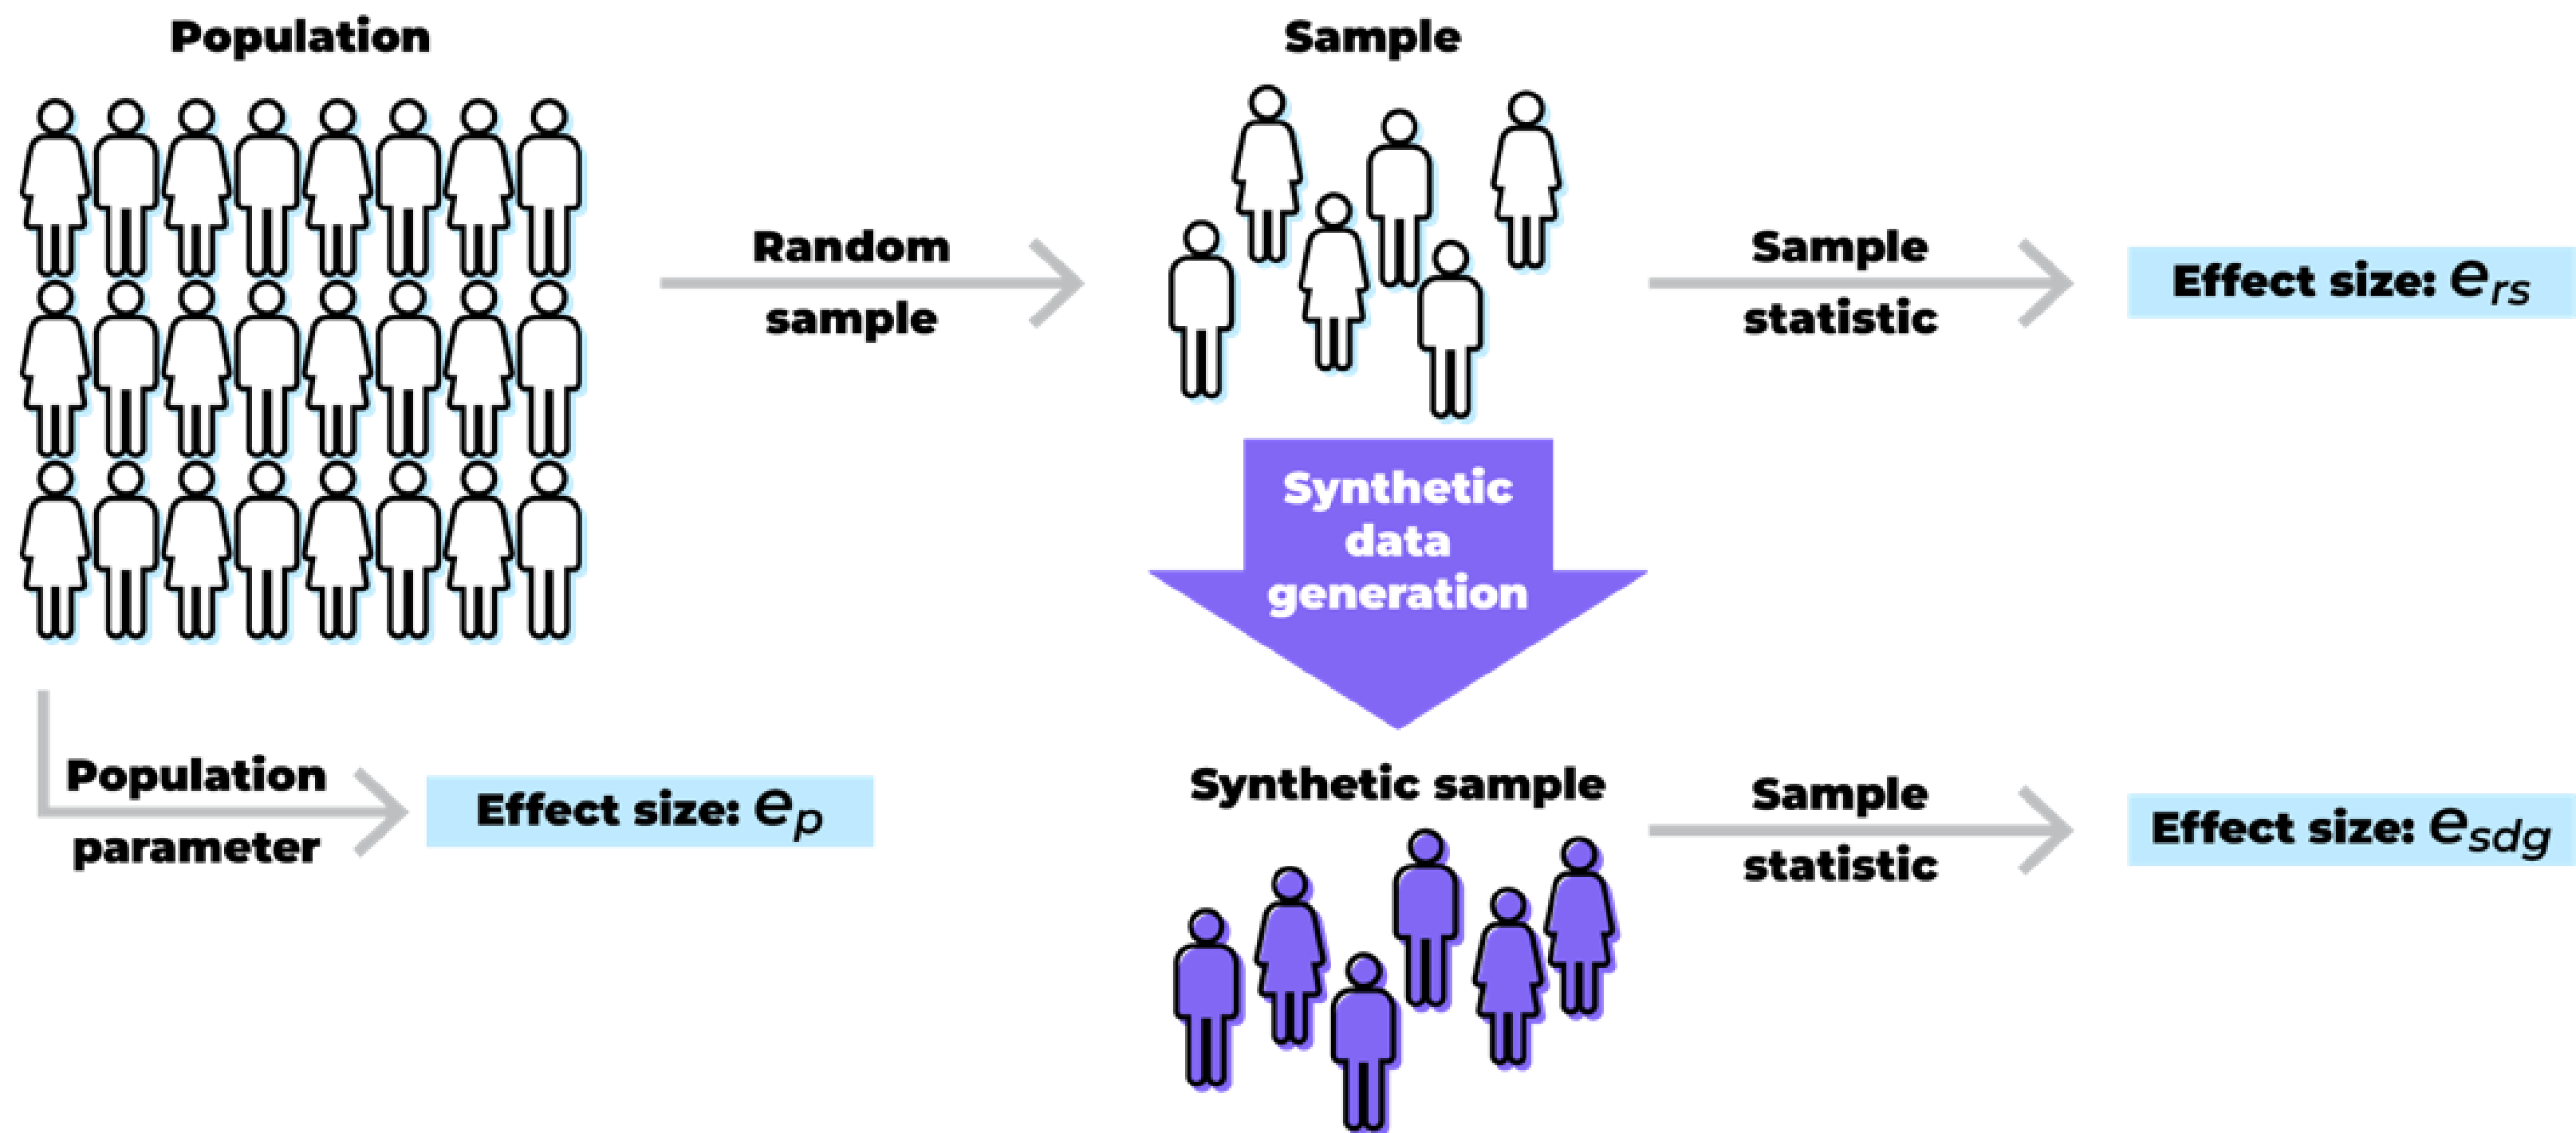 Population
Sample
Random
sample
Sample
statistic
Effect size: e_rs
Synthetic
data
generation
Population
parameter
Effect size: e_p
Synthetic sample
Sample
statistic
Effect size: e_sdg